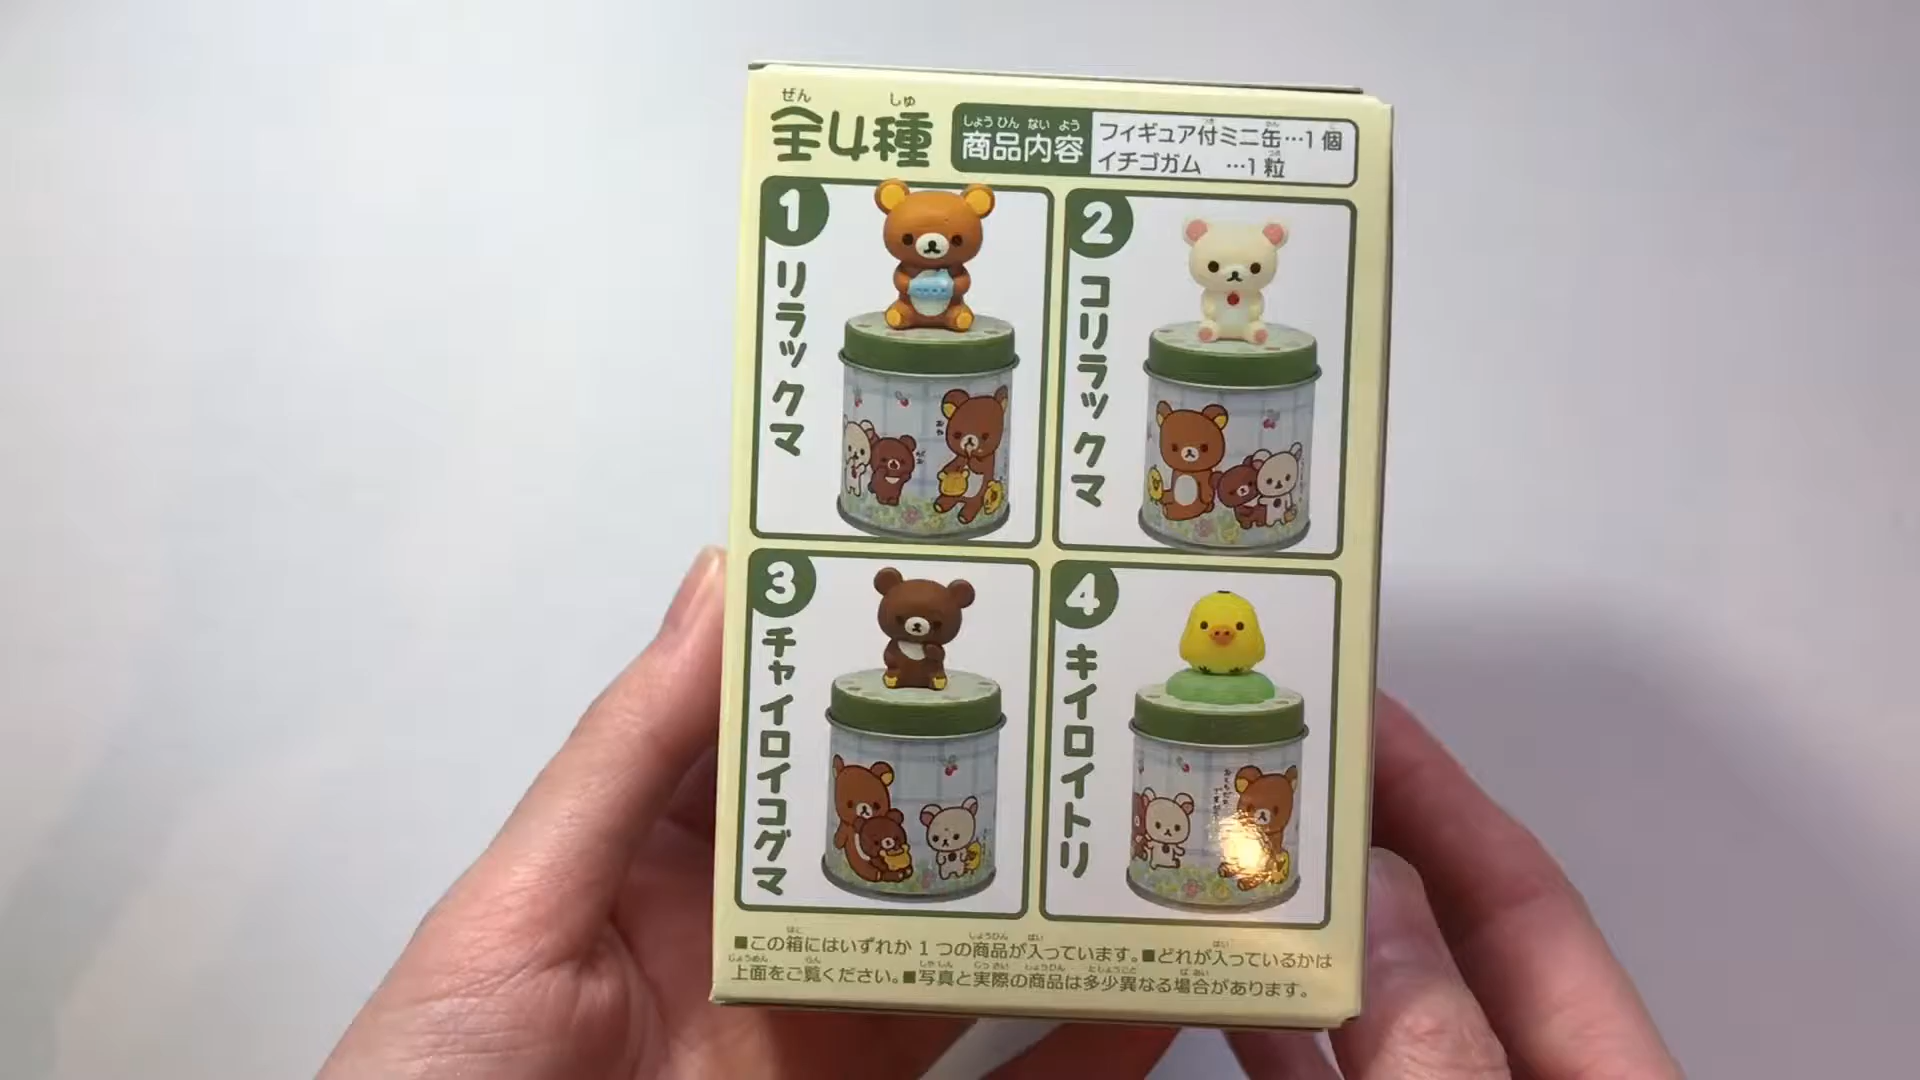 全4種
商品内容
フィギュア付ミニ缶…1個
イチゴガム …1粒
1
リラックマ
2
コリラックマ
3
チャイロイコグマ
4
キイロイトリ
■この箱にはいずれか1つの商品が入っています。■どれが入っているかは
上面をご覧ください。■写真と実際の商品は多少異なる場合があります。